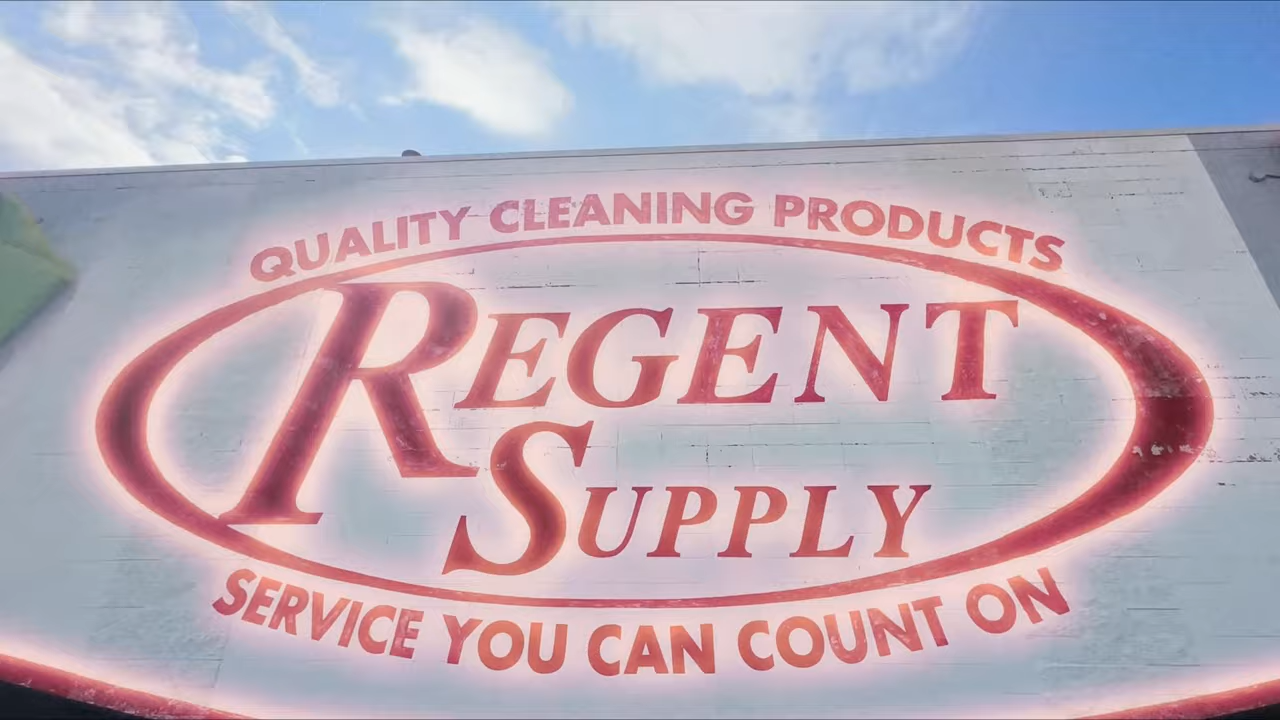 QUALITY CLEANING PRODUCTS
REGENT
SUPPLY
SERVICE YOU CAN COUNT ON